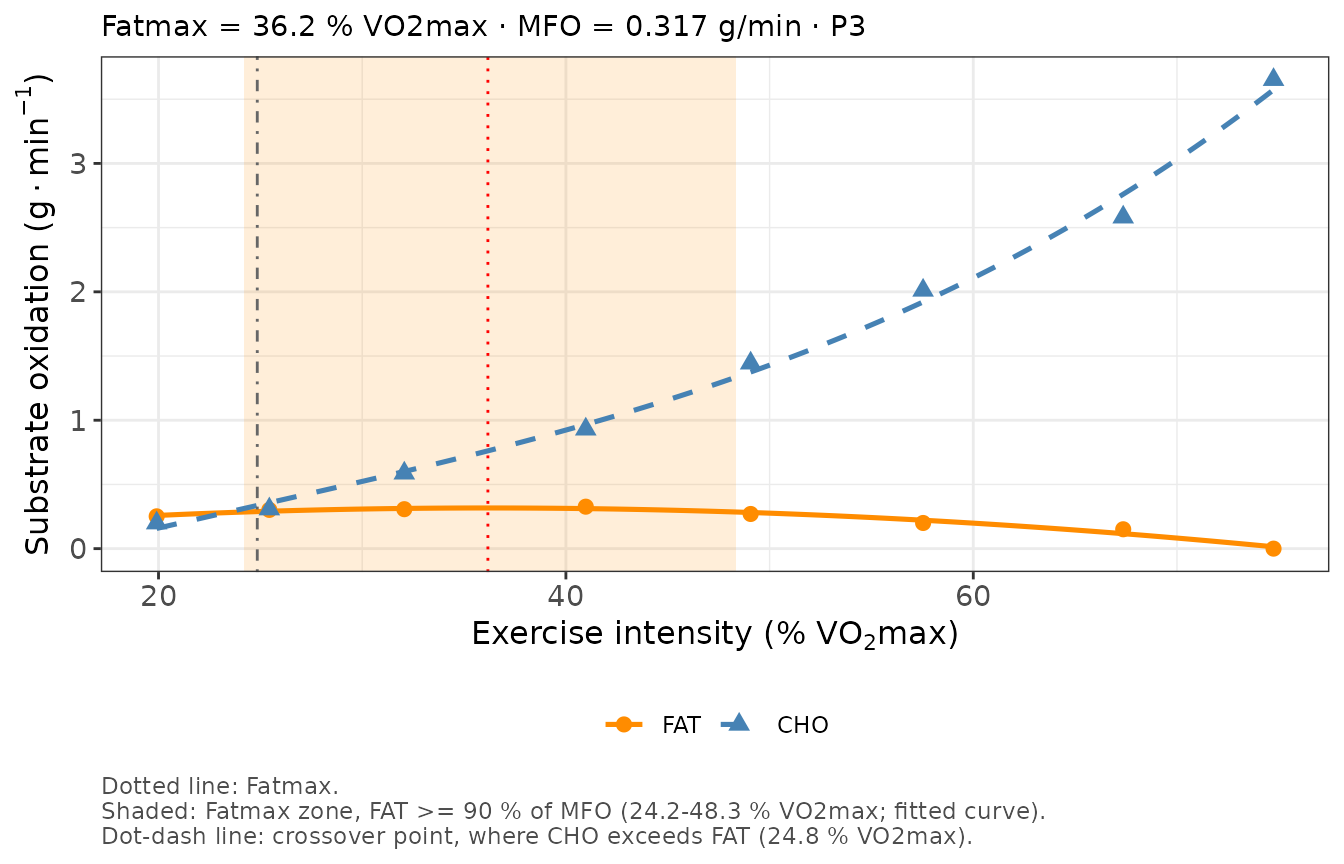 Fatmax = 36.2 % VO2max · MFO = 0.317 g/min · P3
Substrate oxidation (g · min⁻¹)
3
2
1
0
20 40 60
Exercise intensity (% VO₂max)
FAT CHO
Dotted line: Fatmax.
Shaded: Fatmax zone, FAT >= 90 % of MFO (24.2-48.3 % VO2max; fitted curve).
Dot-dash line: crossover point, where CHO exceeds FAT (24.8 % VO2max).